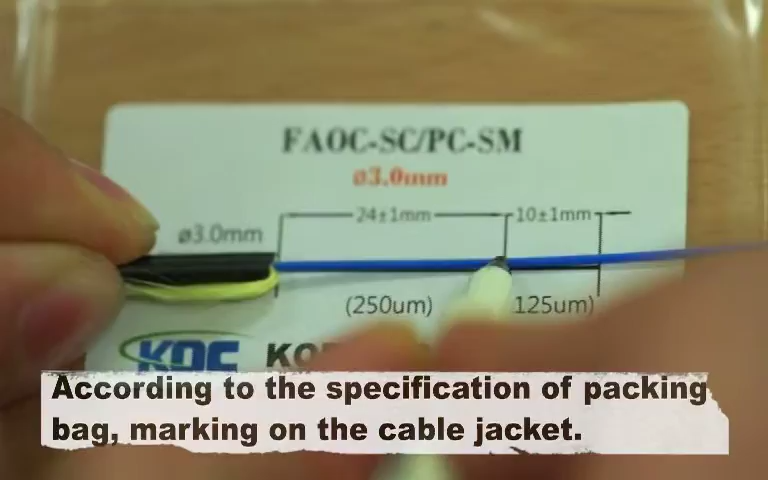 FAOC-SC/PC-SM
ø3.0mm
24±1mm 10±1mm
ø3.0mm
(250um) 125um)
KOC
According to the specification of packing
bag, marking on the cable jacket.